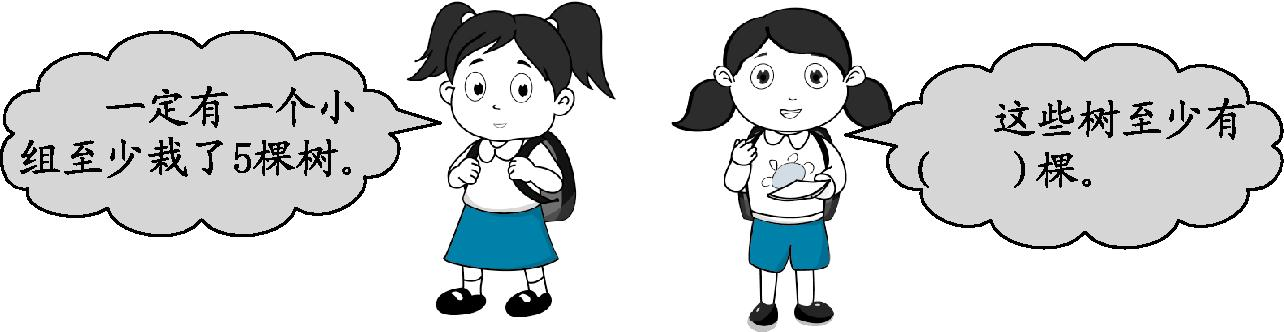 一定有一个小
组至少栽了5棵树。
这些树至少有
(    )棵。